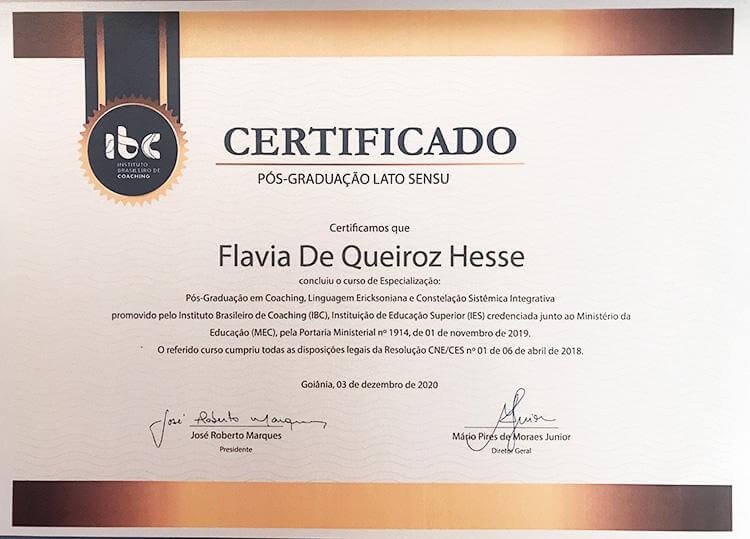 ibc
INSTITUTO
BRASILEIRO DE
COACHING
CERTIFICADO
PÓS-GRADUAÇÃO LATO SENSU
Certificamos que
Flavia De Queiroz Hesse
concluiu o curso de Especialização:
Pós-Graduação em Coaching, Linguagem Ericksoniana e Constelação Sistêmica Integrativa
promovido pelo Instituto Brasileiro de Coaching (IBC), Instituição de Educação Superior (IES) credenciada junto ao Ministério da
Educação (MEC), pela Portaria Ministerial nº 1914, de 01 de novembro de 2019.
O referido curso cumpriu todas as disposições legais da Resolução CNE/CES nº 01 de 06 de abril de 2018.
Goiânia, 03 de dezembro de 2020
José Roberto Marques
José Roberto Marques
Presidente
Mário Pires de Moraes Junior
Diretor Geral